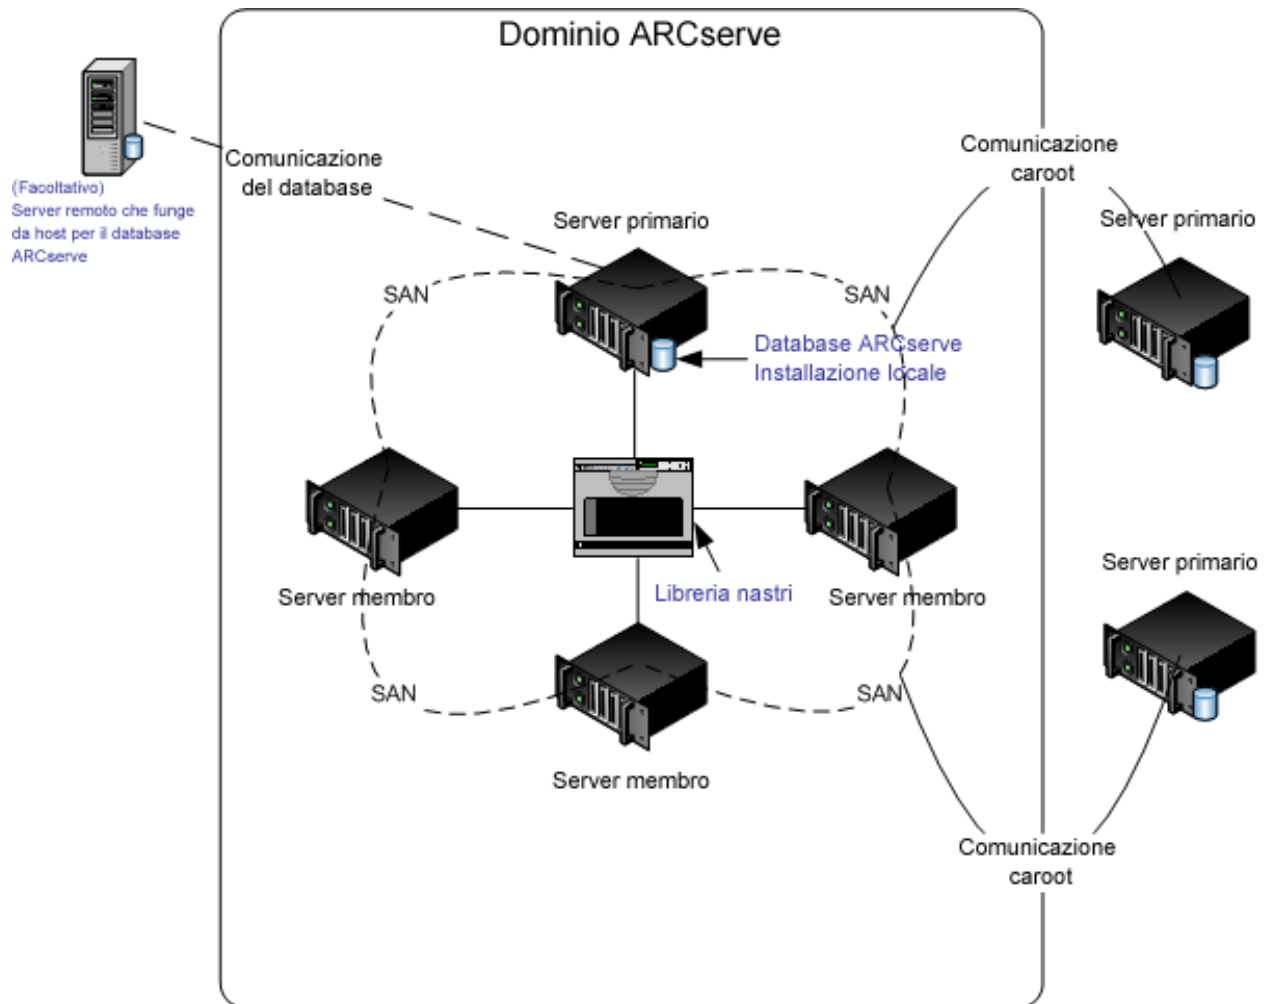 Dominio ARCserve
Comunicazione
caroot
Comunicazione
del database
(Facoltativo)
Server remoto che funge
da host per il database
ARCserve
Server primario
Server primario
SAN
SAN
Database ARCserve
Installazione locale
Server primario
Libreria nastri
Server membro
Server membro
SAN
SAN
Server membro
Comunicazione
caroot